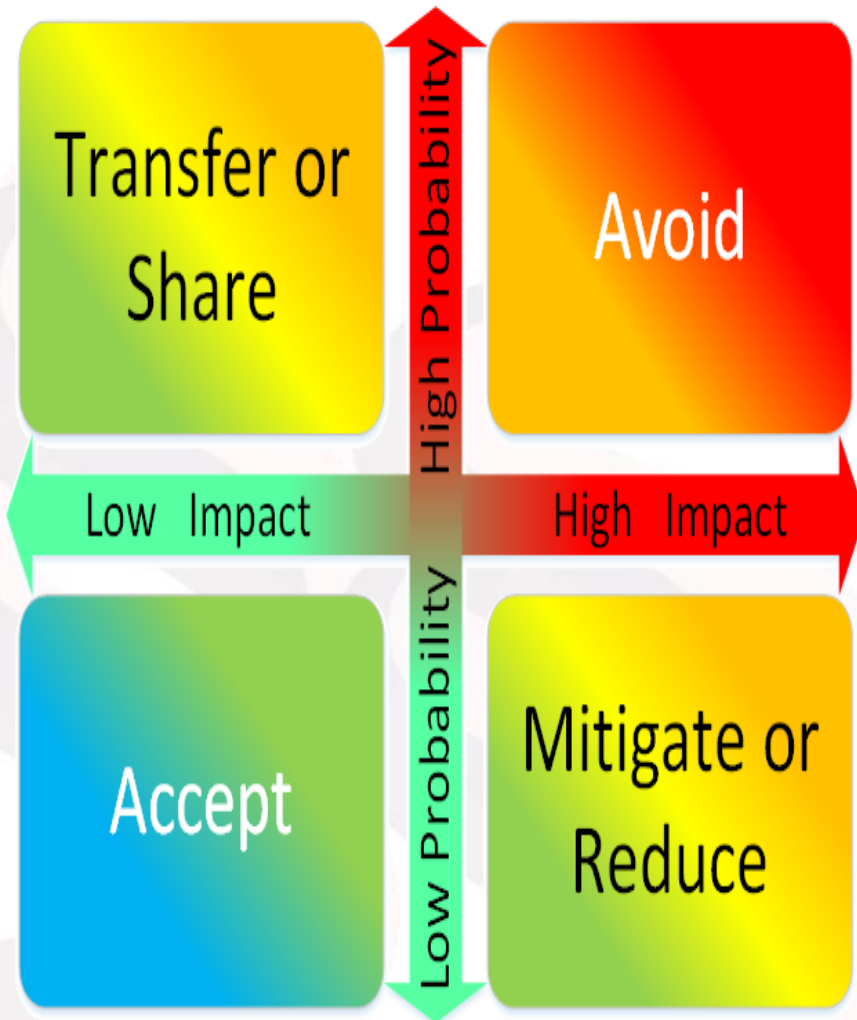 Transfer or
Share
Avoid
High Probability
Low Impact
High Impact
Low Probability
Accept
Mitigate or
Reduce